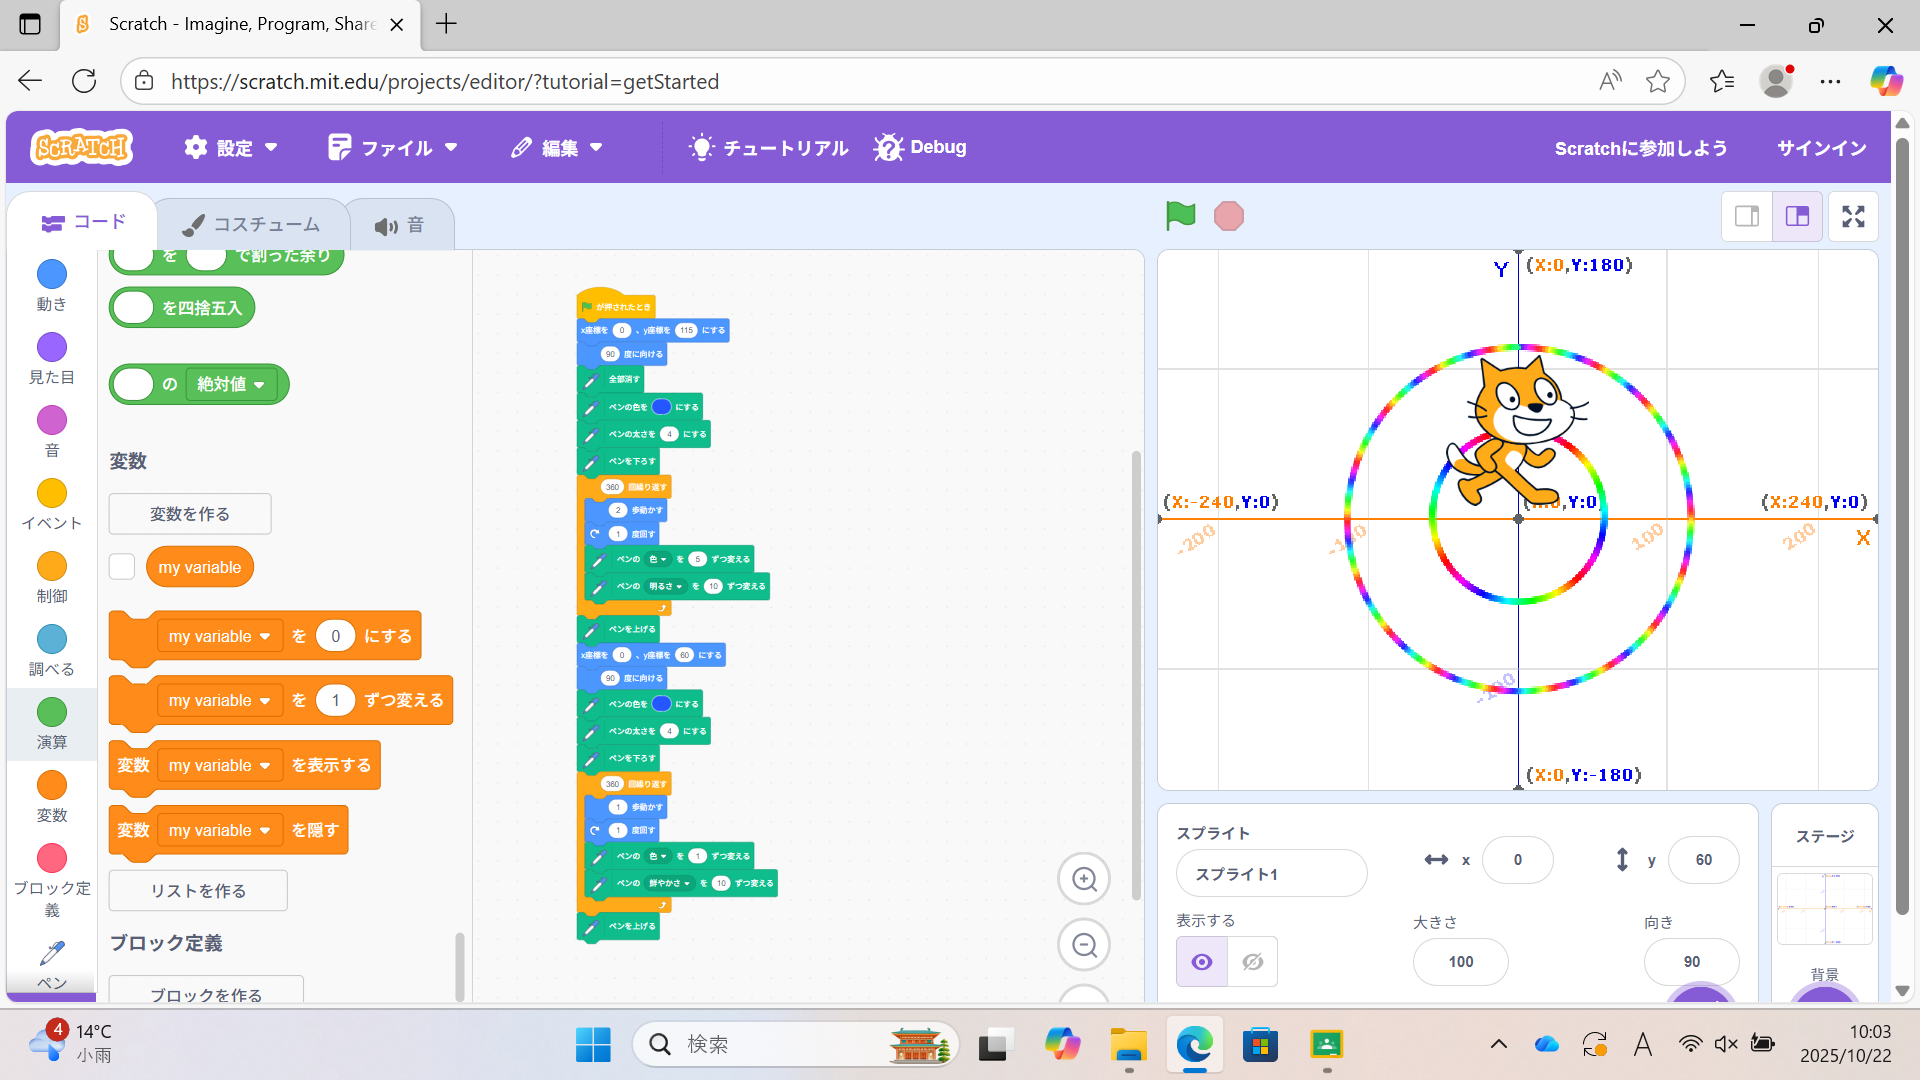 Scratch - Imagine, Program, Share
https://scratch.mit.edu/projects/editor/?tutorial=getStarted
SCRATCH
設定
ファイル
編集
チュートリアル
Debug
Scratchに参加しよう
サインイン
コード
コスチューム
音
動き
見た目
音
イベント
制御
調べる
演算
変数
ブロック定義
ペン
を で割った余り
を四捨五入
の 絶対値
変数
変数を作る
my variable
my variable を 0 にする
my variable を 1 ずつ変える
変数 my variable を表示する
変数 my variable を隠す
リストを作る
ブロック定義
ブロックを作る
が押されたとき
x座標を 0 、y座標を 115 にする
90 度に向ける
全部消す
ペンの色を にする
ペンの太さを 4 にする
ペンを下ろす
360 回繰り返す
2 歩動かす
1 度回す
ペンの 色 を 5 ずつ変える
ペンの 明るさ を 10 ずつ変える
ペンを上げる
x座標を 0 、y座標を 60 にする
90 度に向ける
ペンの色を にする
ペンの太さを 4 にする
ペンを下ろす
360 回繰り返す
1 歩動かす
1 度回す
ペンの 色 を 1 ずつ変える
ペンの 鮮やかさ を 10 ずつ変える
ペンを上げる
Y (X:0,Y:180)
(X:-240,Y:0)
,Y:0)
(X:240,Y:0)
-200
100
200
X
-100
(X:0,Y:-180)
スプライト
スプライト1
x 0
y 60
表示する
大きさ
100
向き
90
ステージ
背景
4
14°C
小雨
検索
A
10:03
2025/10/22